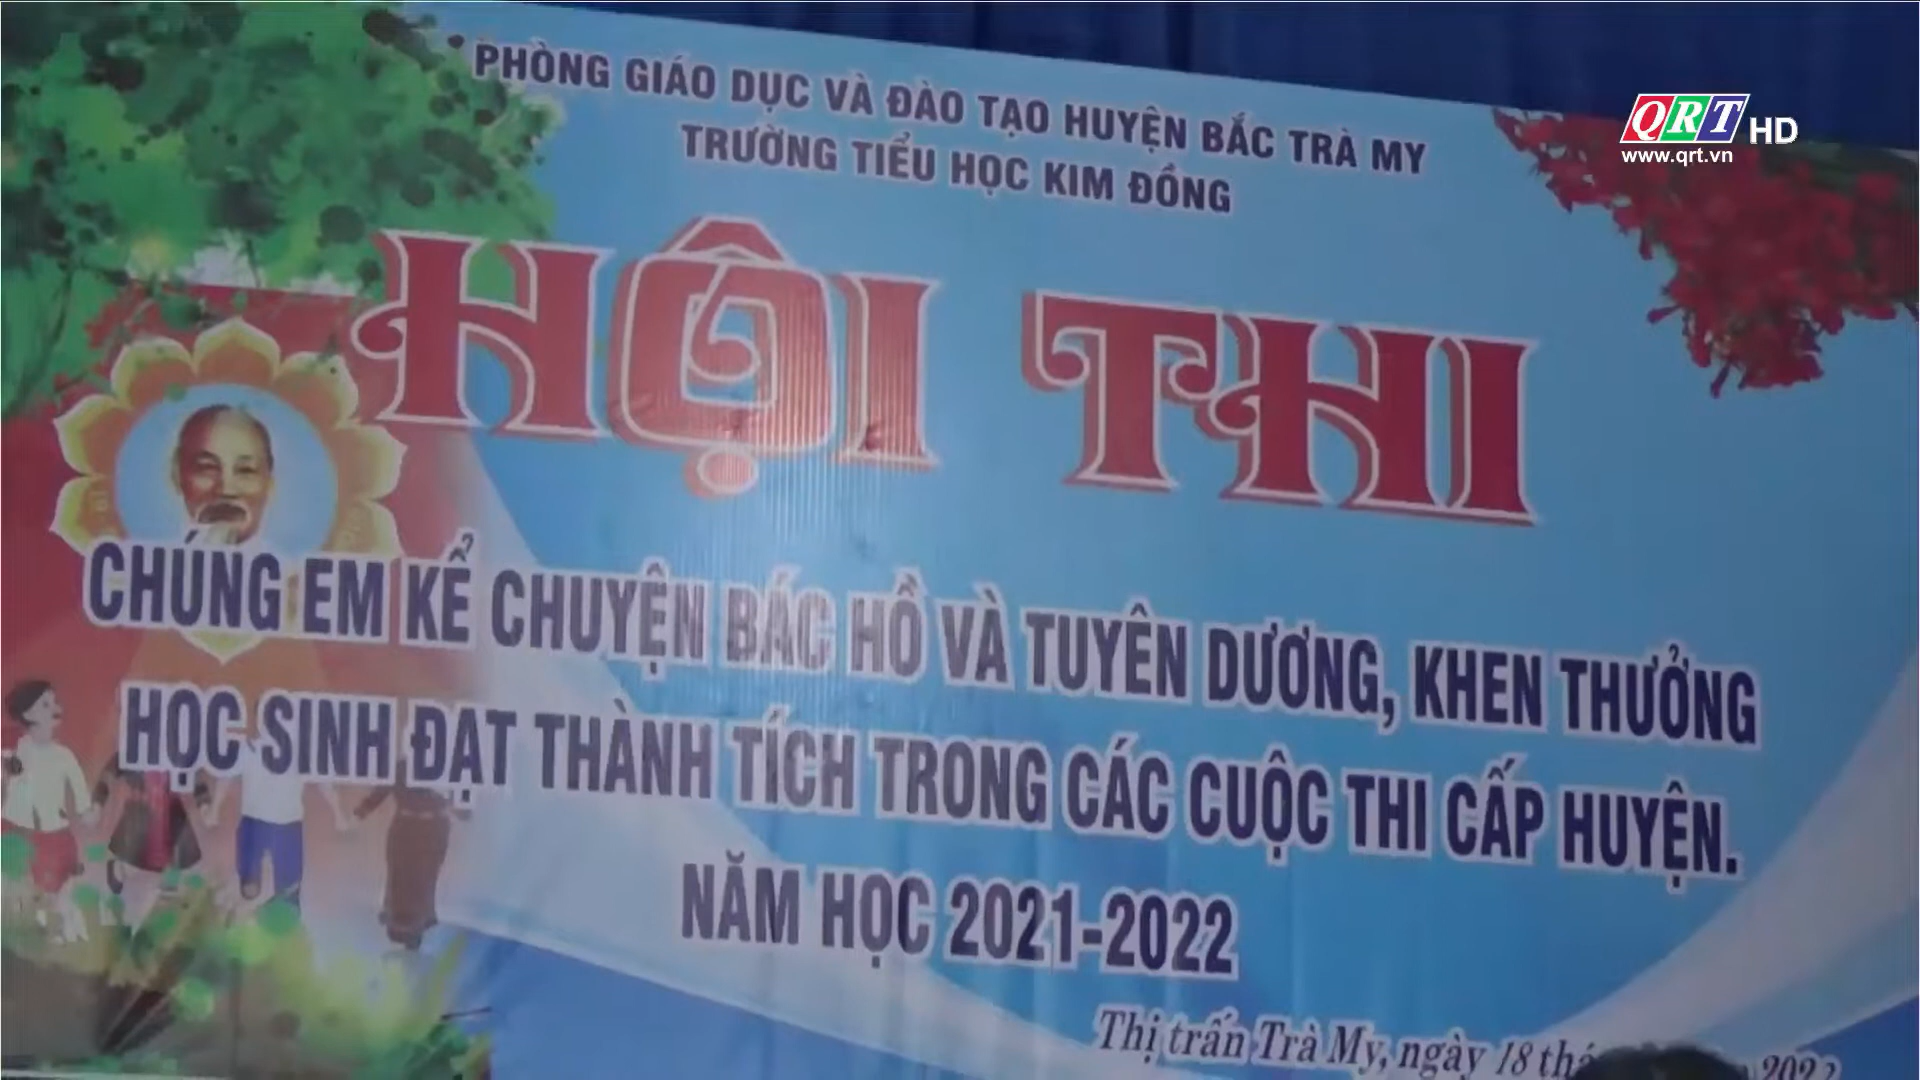 PHÒNG GIÁO DỤC VÀ ĐÀO TẠO HUYỆN BẮC TRÀ MY
TRƯỜNG TIỂU HỌC KIM ĐỒNG
QRT HD
www.qrt.vn
HỘI THI
CHÚNG EM KỂ CHUYỆN BÁC HỒ VÀ TUYÊN DƯƠNG, KHEN THƯỞNG
HỌC SINH ĐẠT THÀNH TÍCH TRONG CÁC CUỘC THI CẤP HUYỆN.
NĂM HỌC 2021-2022
Thị trấn Trà My, ngày 18 2022